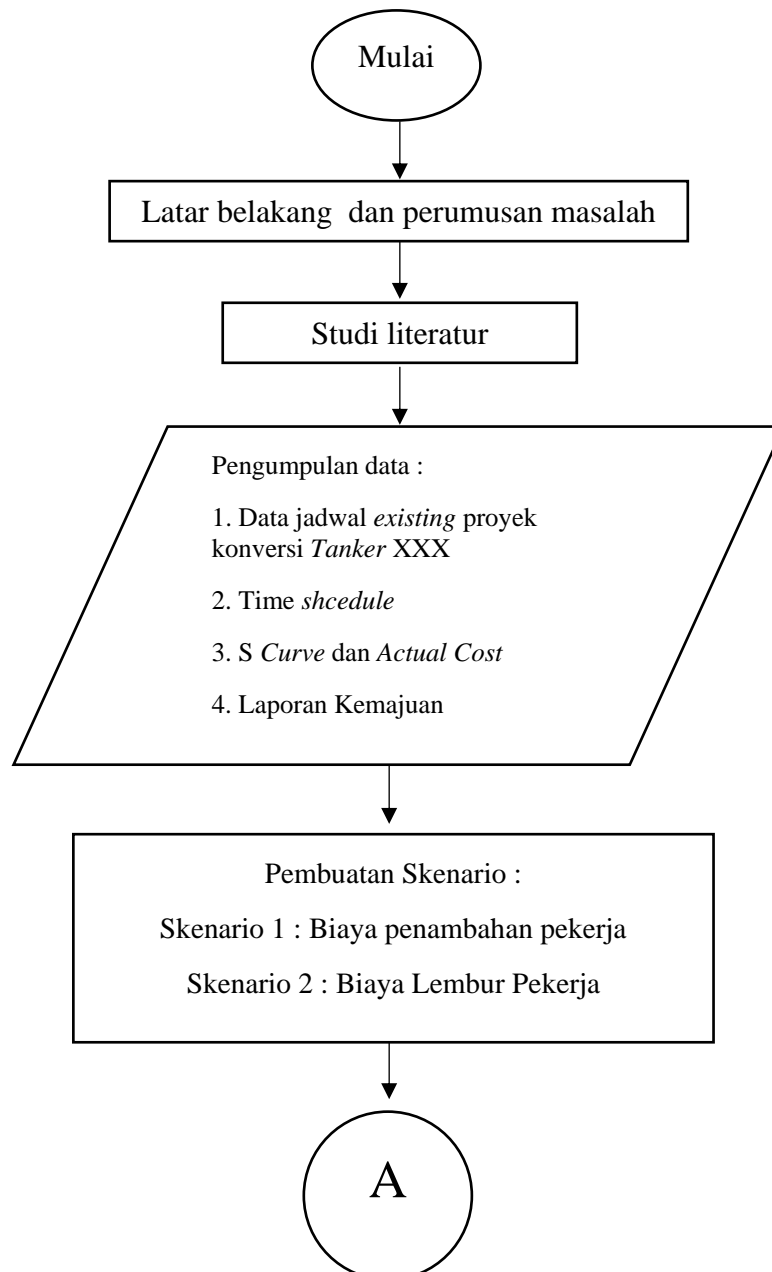 Mulai
Latar belakang  dan perumusan masalah
Studi literatur
Pengumpulan data :
1. Data jadwal existing proyek
konversi Tanker XXX
2. Time shcedule
3. S Curve dan Actual Cost
4. Laporan Kemajuan
Pembuatan Skenario :
Skenario 1 : Biaya penambahan pekerja
Skenario 2 : Biaya Lembur Pekerja
A